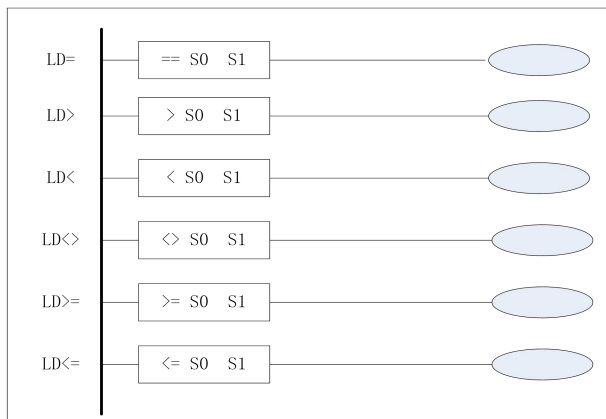 LD= == S0 S1
LD> > S0 S1
LD< < S0 S1
LD<> <> S0 S1
LD>= >= S0 S1
LD<= <= S0 S1